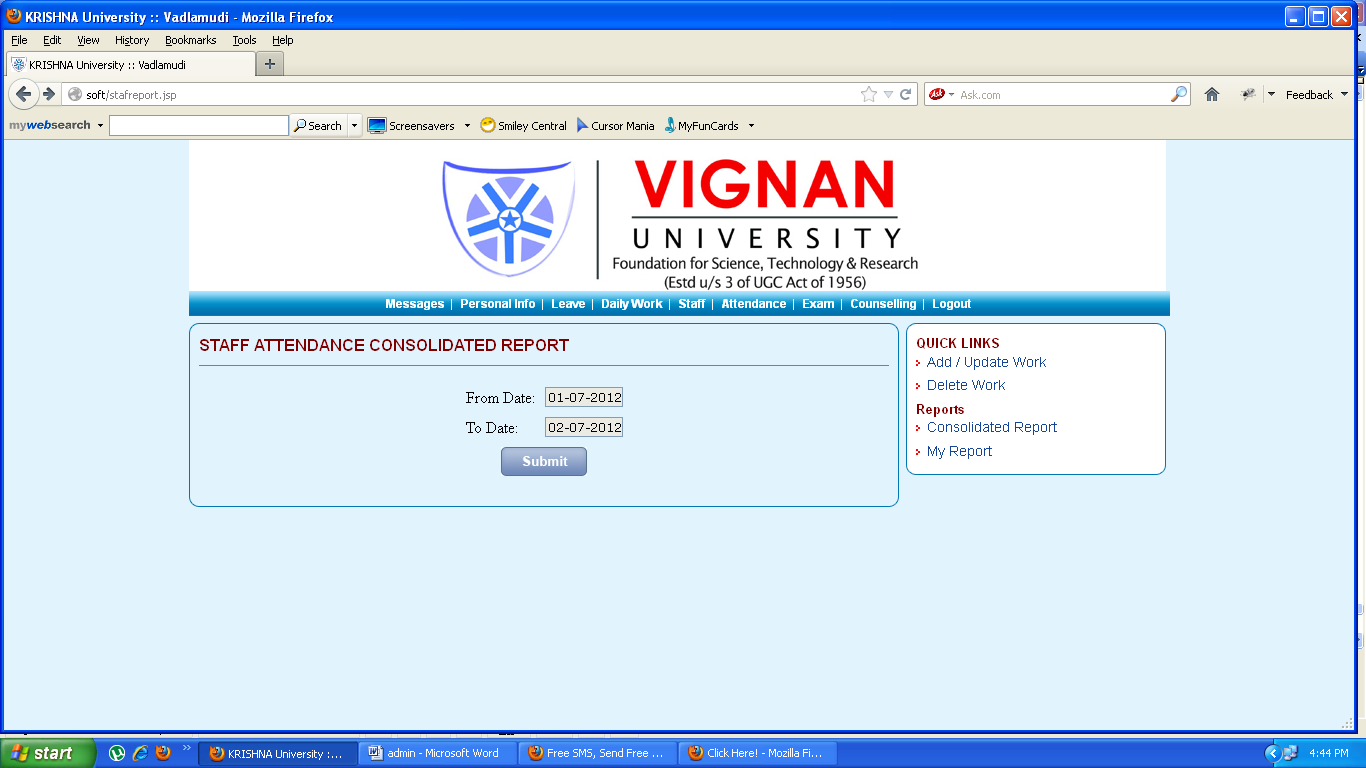 KRISHNA University :: Vadlamudi - Mozilla Firefox
File Edit View History Bookmarks Tools Help
KRISHNA University :: Vadlamudi
soft/stafreport.jsp
Ask Ask.com
Feedback
mywebsearch Search Screensavers Smiley Central Cursor Mania MyFunCards
VIGNAN
UNIVERSITY
Foundation for Science, Technology & Research
(Estd u/s 3 of UGC Act of 1956)
Messages | Personal Info | Leave | Daily Work | Staff | Attendance | Exam | Counselling | Logout
STAFF ATTENDANCE CONSOLIDATED REPORT
From Date: 01-07-2012
To Date: 02-07-2012
Submit
QUICK LINKS
Add / Update Work
Delete Work
Reports
Consolidated Report
My Report
start
KRISHNA University :...
admin - Microsoft Word
Free SMS, Send Free ...
Click Here! - Mozilla Fi...
4:44 PM